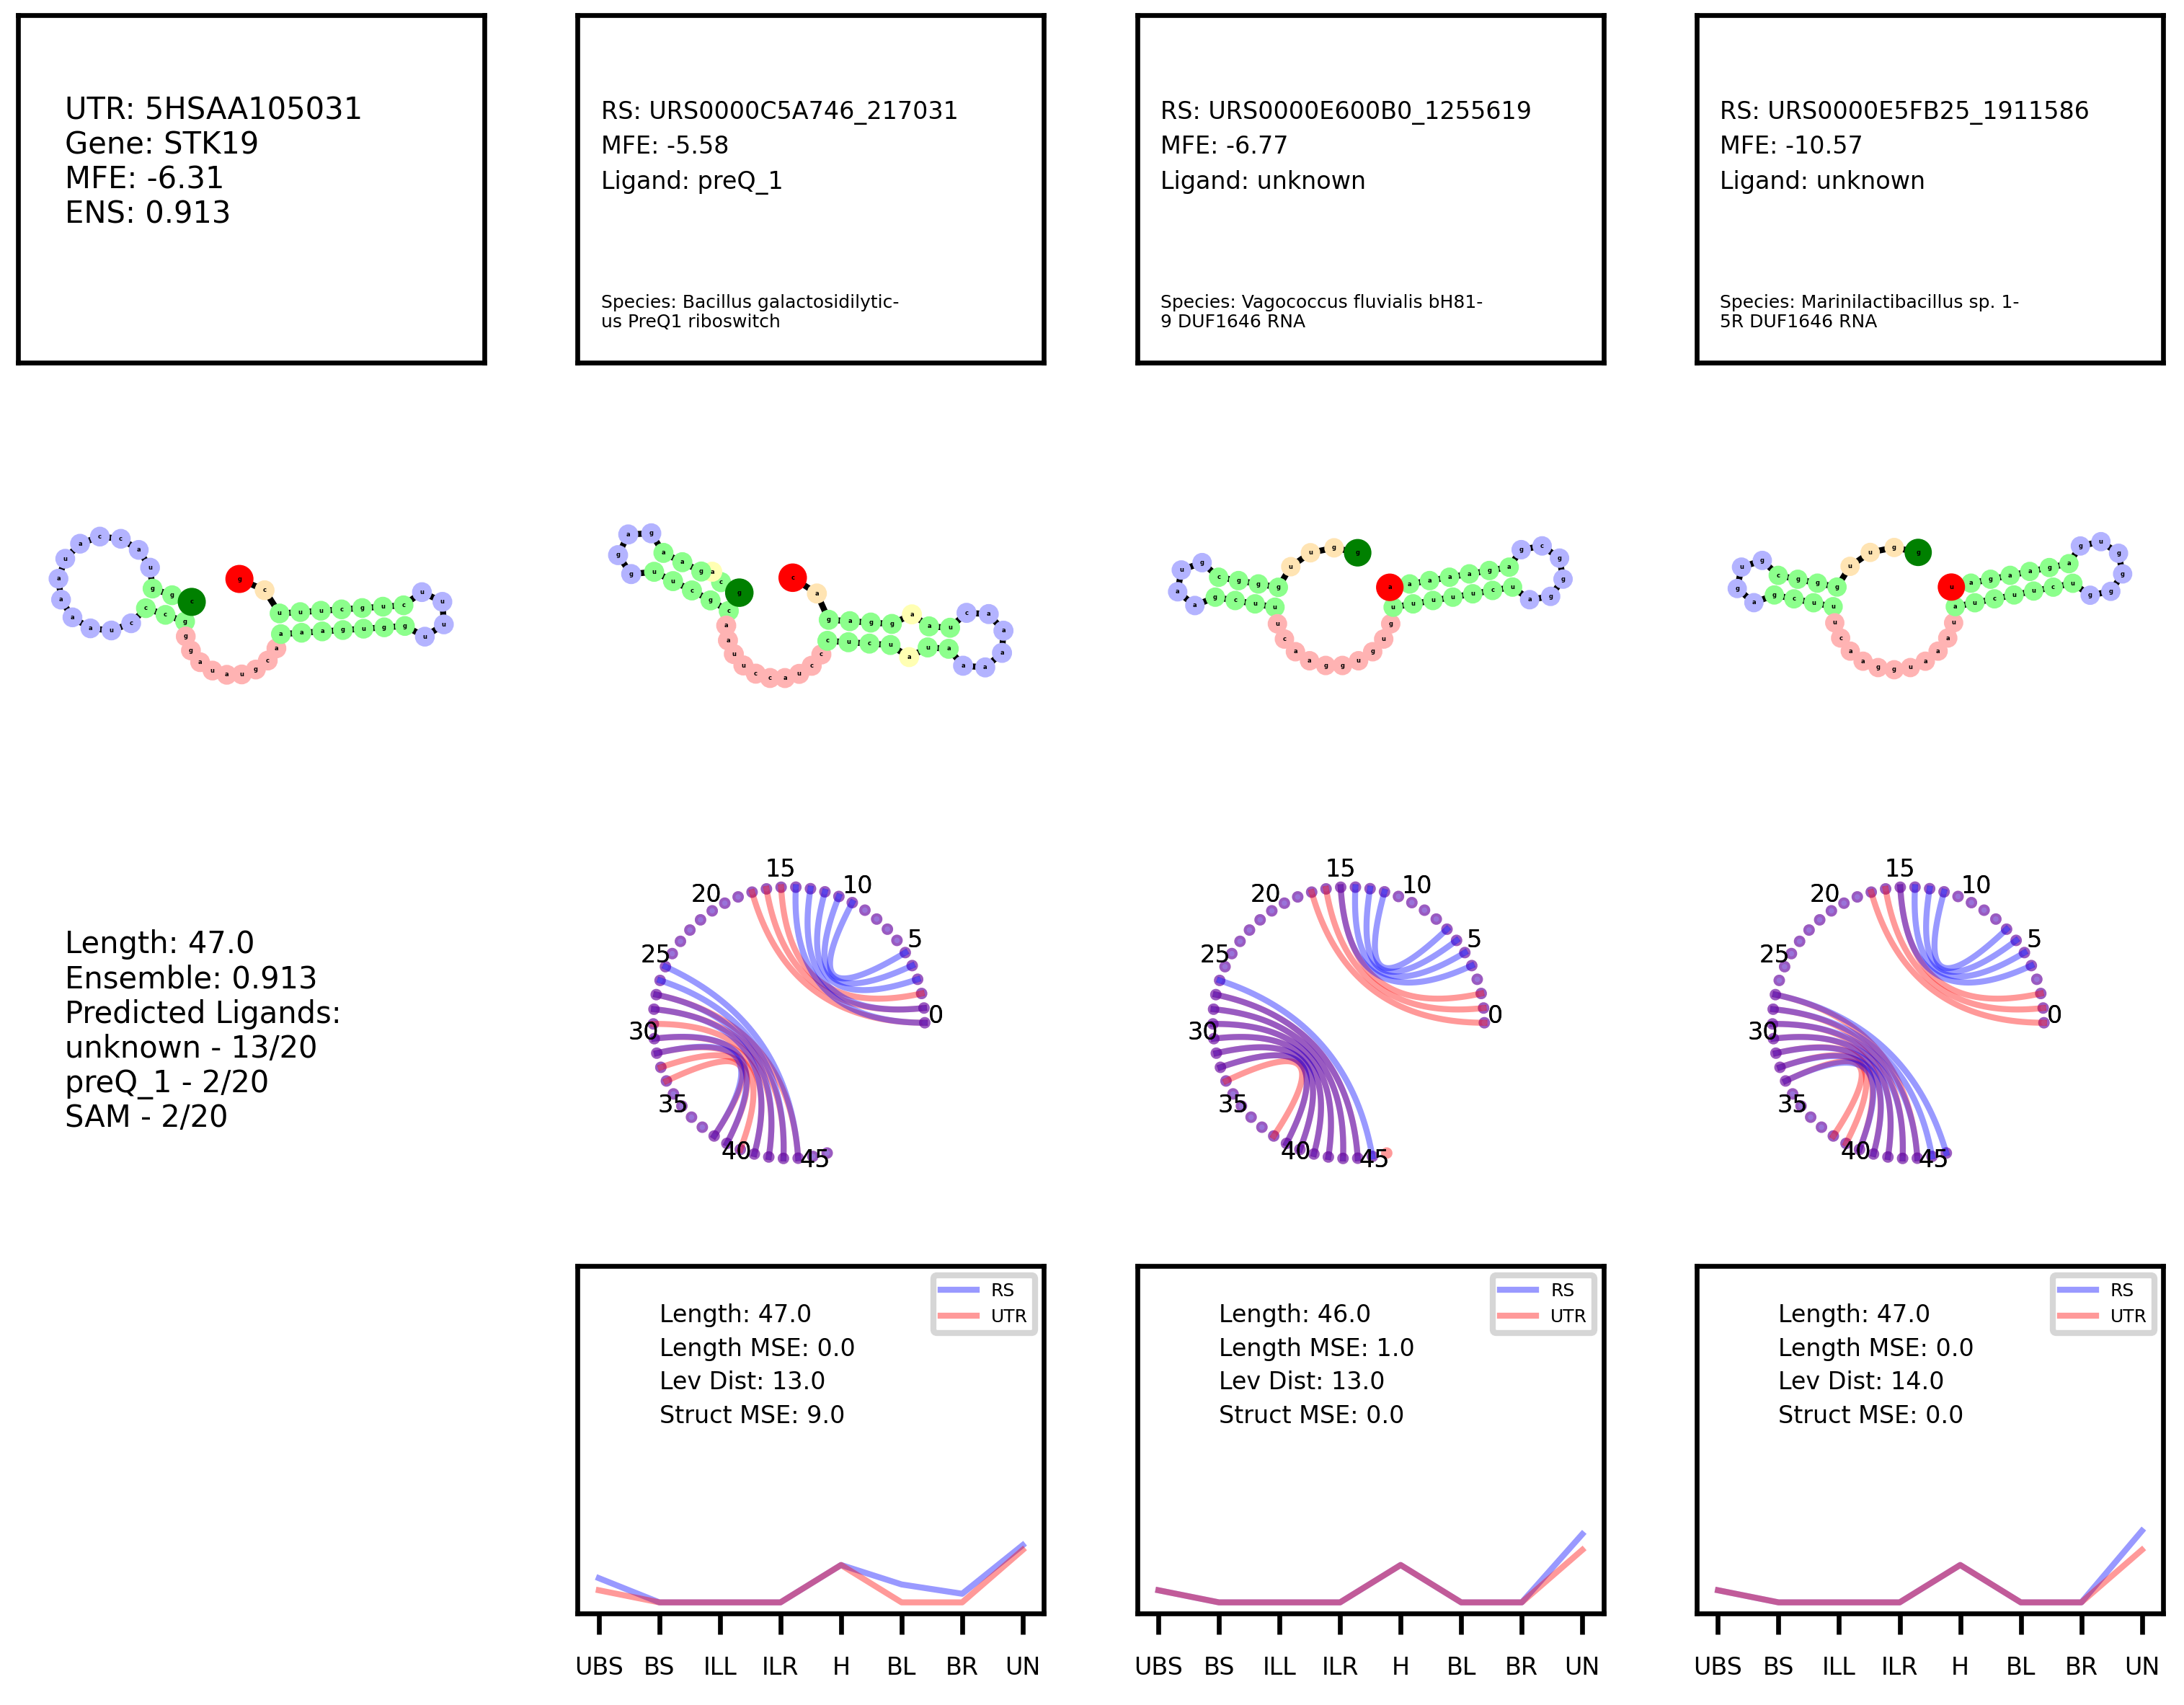 UTR: 5HSAA105031
Gene: STK19
MFE: -6.31
ENS: 0.913
RS: URS0000C5A746_217031
MFE: -5.58
Ligand: preQ_1
Species: Bacillus galactosidilytic-
us PreQ1 riboswitch
RS: URS0000E600B0_1255619
MFE: -6.77
Ligand: unknown
Species: Vagococcus fluvialis bH81-
9 DUF1646 RNA
RS: URS0000E5FB25_1911586
MFE: -10.57
Ligand: unknown
Species: Marinilactibacillus sp. 1-
5R DUF1646 RNA
Length: 47.0
Ensemble: 0.913
Predicted Ligands:
unknown - 13/20
preQ_1 - 2/20
SAM - 2/20
0
5
10
15
20
25
30
35
40
45
0
5
10
15
20
25
30
35
40
45
0
5
10
15
20
25
30
35
40
45
RS
UTR
Length: 47.0
Length MSE: 0.0
Lev Dist: 13.0
Struct MSE: 9.0
UBS BS ILL ILR H BL BR UN
RS
UTR
Length: 46.0
Length MSE: 1.0
Lev Dist: 13.0
Struct MSE: 0.0
UBS BS ILL ILR H BL BR UN
RS
UTR
Length: 47.0
Length MSE: 0.0
Lev Dist: 14.0
Struct MSE: 0.0
UBS BS ILL ILR H BL BR UN